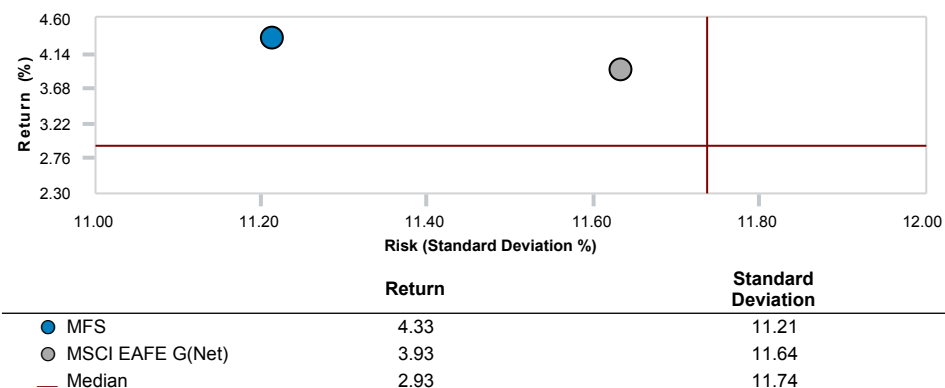 4.60
4.14
3.68
3.22
2.76
2.30
Return (%)
11.00 11.20 11.40 11.60 11.80 12.00
Risk (Standard Deviation %)
Return Standard Deviation
MFS 4.33 11.21
MSCI EAFE G(Net) 3.93 11.64
Median 2.93 11.74